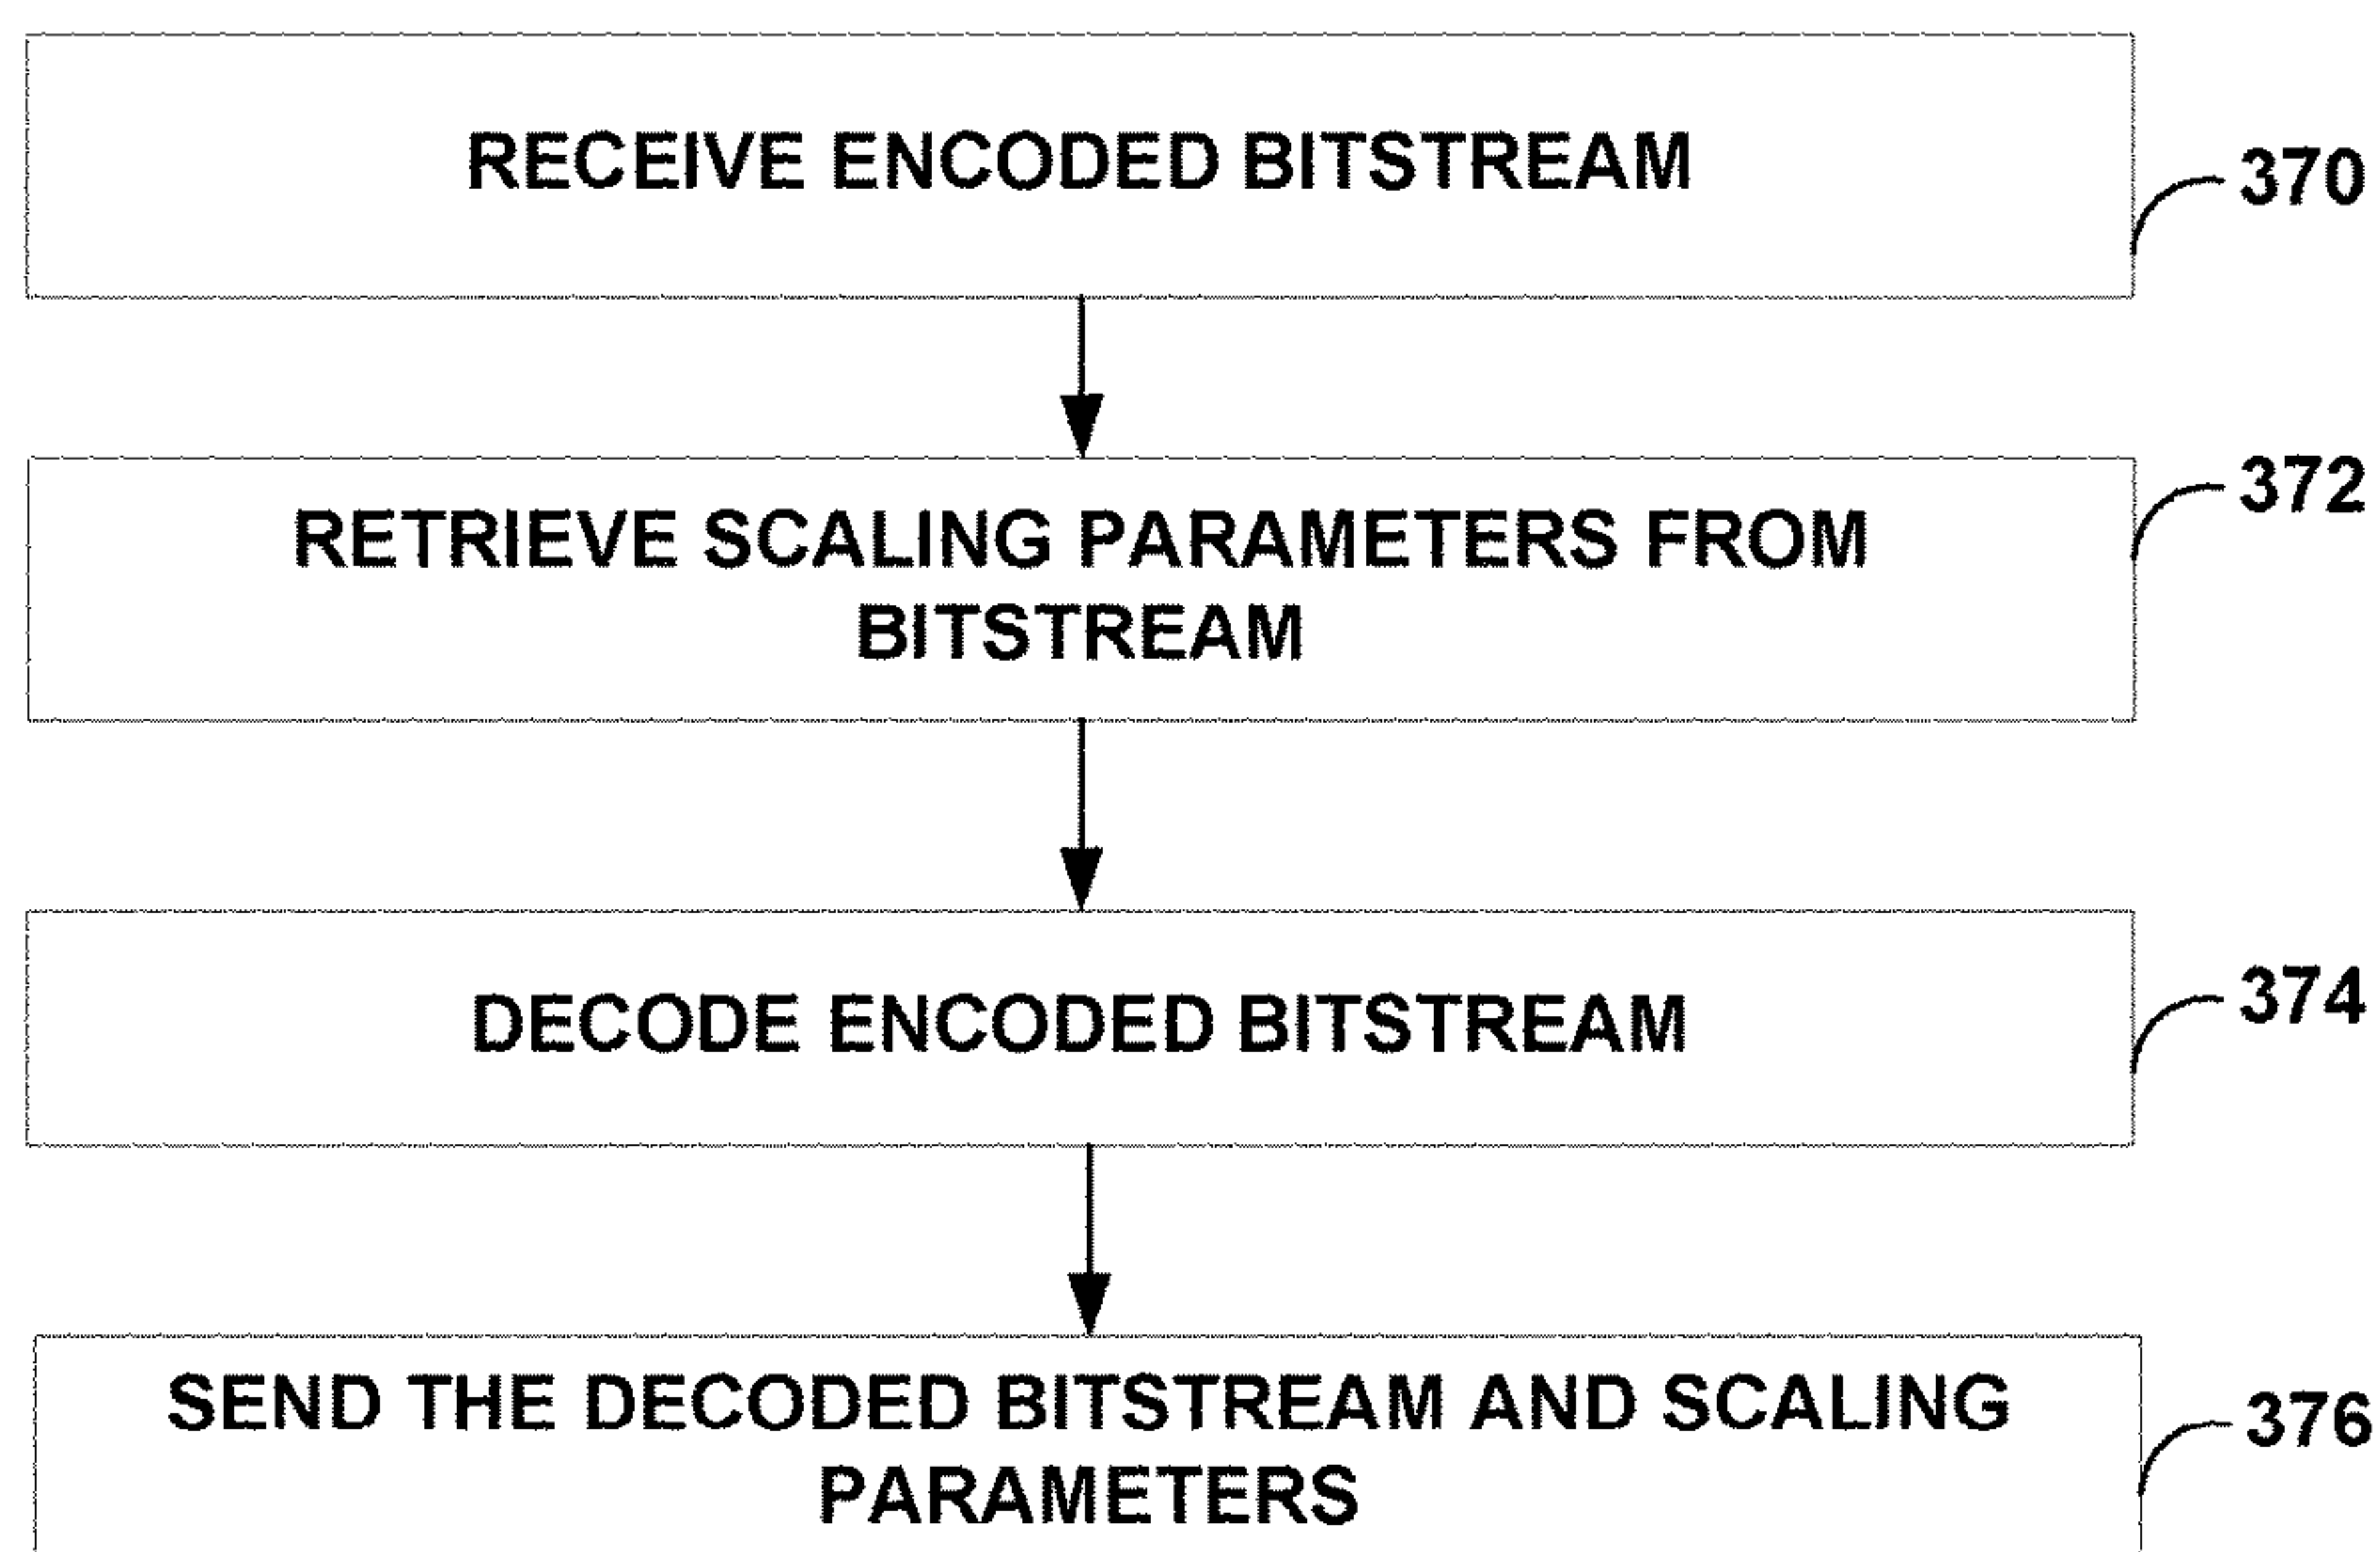 RECEIVE ENCODED BITSTREAM
370
RETRIEVE SCALING PARAMETERS FROM
BITSTREAM
372
DECODE ENCODED BITSTREAM
374
SEND THE DECODED BITSTREAM AND SCALING
PARAMETERS
376